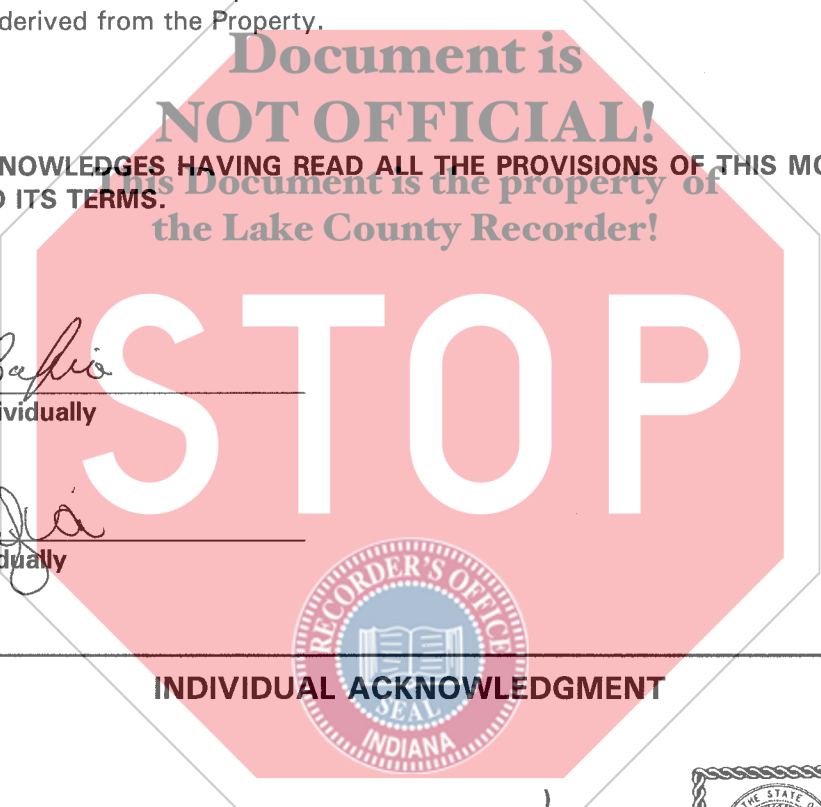 derived from the Property.
Document is
NOT OFFICIAL!
NOWLEDGES HAVING READ ALL THE PROVISIONS OF THIS MO
This Document is the property of
D ITS TERMS.
the Lake County Recorder!
STOP
ividually
dually
RECORDER'S OFFICE
SEAL
INDIANA
INDIVIDUAL ACKNOWLEDGMENT
)
THE STATE O